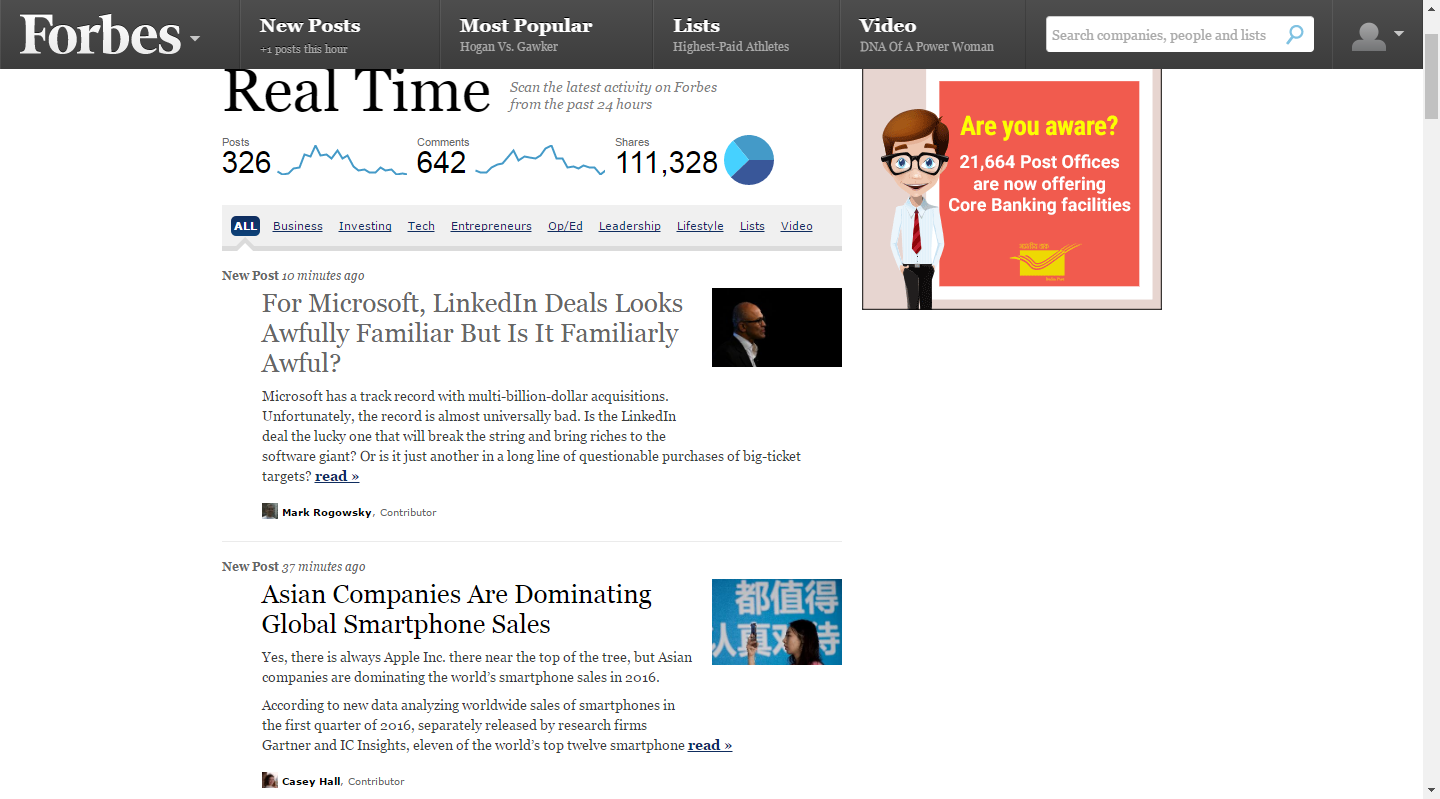 Forbes
New Posts
+1 posts this hour
Most Popular
Hogan Vs. Gawker
Lists
Highest-Paid Athletes
Video
DNA Of A Power Woman
Search companies, people and lists
Real Time
Scan the latest activity on Forbes
from the past 24 hours
Posts
326
Comments
642
Shares
111,328
ALL Business Investing Tech Entrepreneurs Op/Ed Leadership Lifestyle Lists Video
New Post 10 minutes ago
For Microsoft, LinkedIn Deals Looks
Awfully Familiar But Is It Familiarly
Awful?
Microsoft has a track record with multi-billion-dollar acquisitions.
Unfortunately, the record is almost universally bad. Is the LinkedIn
deal the lucky one that will break the string and bring riches to the
software giant? Or is it just another in a long line of questionable purchases of big-ticket
targets? read »
Mark Rogowsky, Contributor
New Post 37 minutes ago
Asian Companies Are Dominating
Global Smartphone Sales
都值得
认真对待
Yes, there is always Apple Inc. there near the top of the tree, but Asian
companies are dominating the world’s smartphone sales in 2016.
According to new data analyzing worldwide sales of smartphones in
the first quarter of 2016, separately released by research firms
Gartner and IC Insights, eleven of the world’s top twelve smartphone read »
Casey Hall, Contributor
Are you aware?
21,664 Post Offices
are now offering
Core Banking facilities